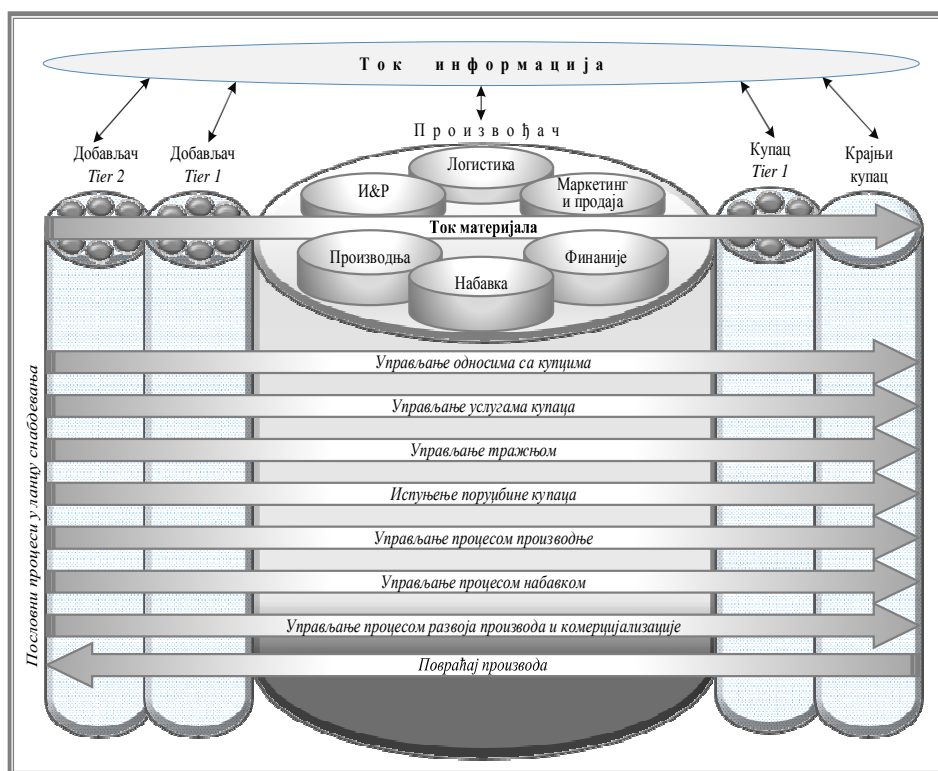 Ток информација
Произвођач
Добављач
Tier 2
Добављач
Tier 1
Купац
Tier 1
Крајњи
купац
Логистика
И&Р
Маркетинг
и продаја
Ток материјала
Производња
Финаније
Набавка
Пословни процеси у ланцу снабдевања
Управљање односима са купцима
Управљање услугама купаца
Управљање тражњом
Испуњење поруџбине купаца
Управљање процесом производње
Управљање процесом набавком
Управљање процесом развоја производа и комерцијализације
Повраћај производа